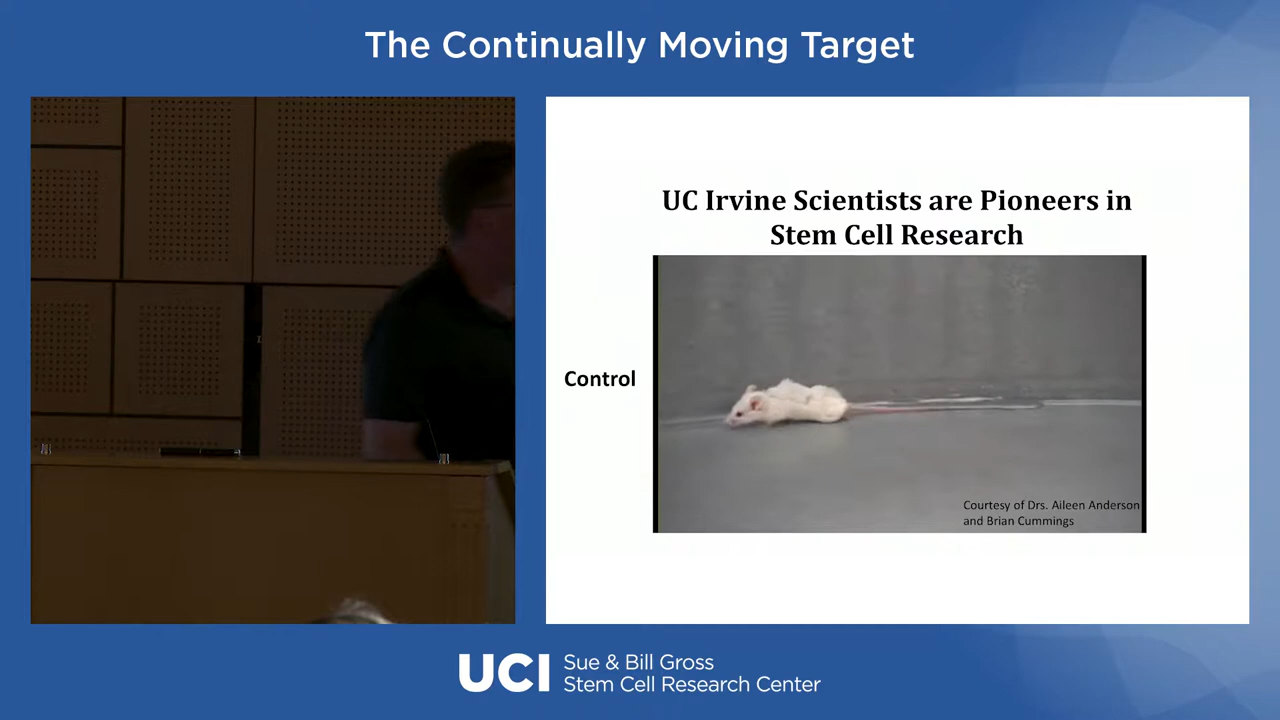 The Continually Moving Target
UC Irvine Scientists are Pioneers in
Stem Cell Research
Control
Courtesy of Drs. Aileen Anderson
and Brian Cummings
UCI
Sue & Bill Gross
Stem Cell Research Center